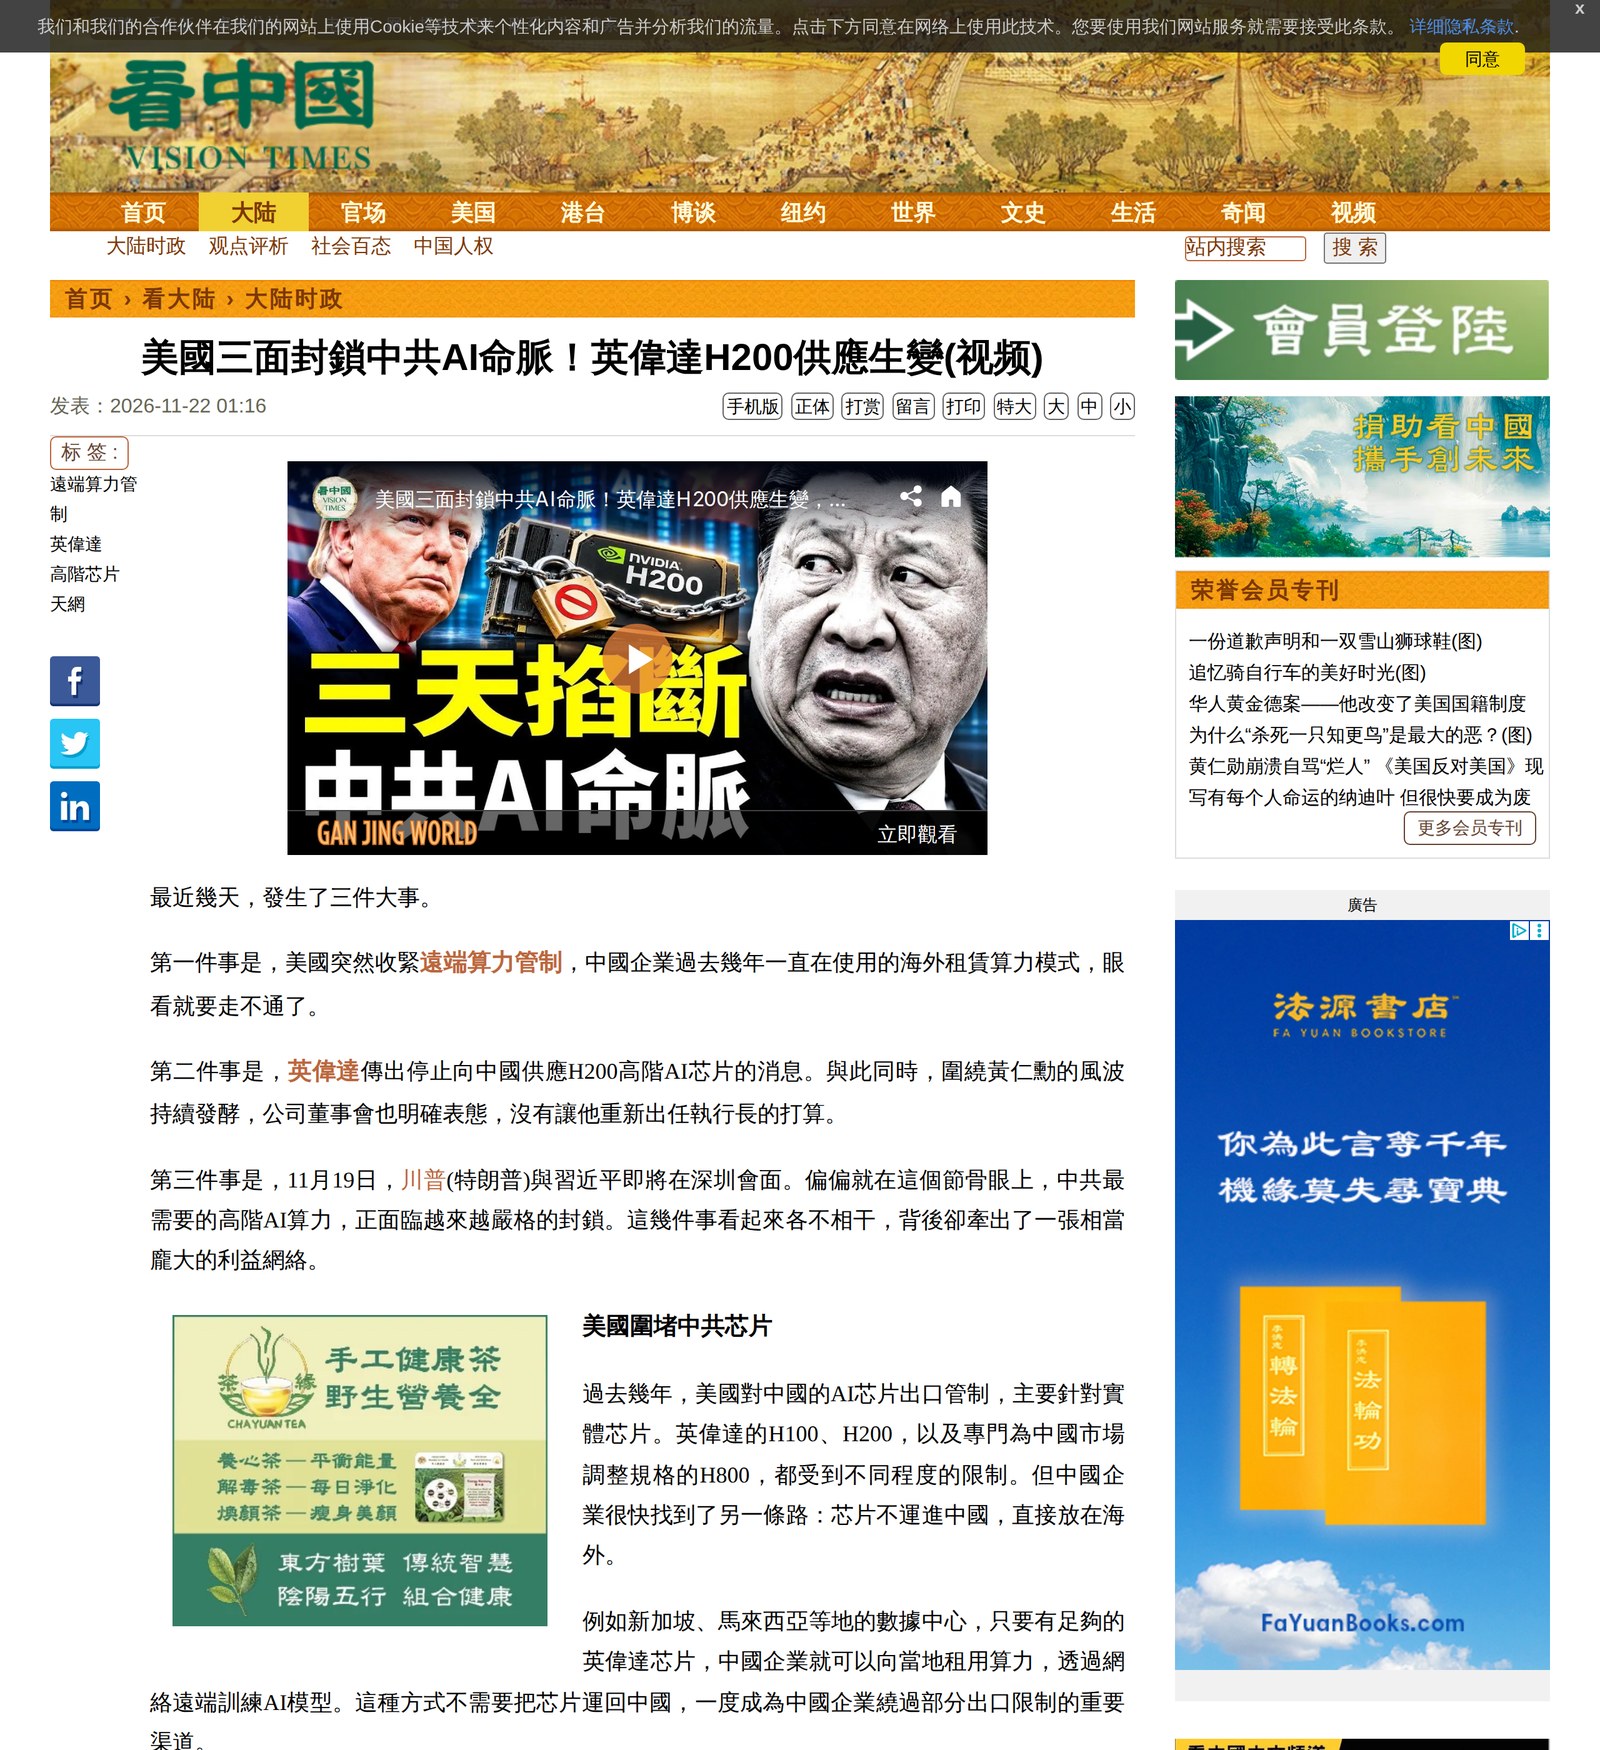 我们和我们的合作伙伴在我们的网站上使用Cookie等技术来个性化内容和广告并分析我们的流量。点击下方同意在网络上使用此技术。您要使用我们网站服务就需要接受此条款。 详细隐私条款.
x
同意
看中國
VISION TIMES
首页 大陆 官场 美国 港台 博谈 纽约 世界 文史 生活 奇闻 视频
大陆时政 观点评析 社会百态 中国人权
站内搜索 搜 索
首页 › 看大陆 › 大陆时政
美國三面封鎖中共AI命脈！英偉達H200供應生變(视频)
发表：2026-11-22 01:16
手机版 正体 打赏 留言 打印 特大 大 中 小
标 签：
遠端算力管
制
英偉達
高階芯片
天網
看中國
VISION
TIMES
美國三面封鎖中共AI命脈！英偉達H200供應生變，...
NVIDIA
H200
三天掐斷
中共AI命脈
GAN JING WORLD
立即觀看
最近幾天，發生了三件大事。
第一件事是，美國突然收緊遠端算力管制，中國企業過去幾年一直在使用的海外租賃算力模式，眼
看就要走不通了。
第二件事是，英偉達傳出停止向中國供應H200高階AI芯片的消息。與此同時，圍繞黃仁勳的風波
持續發酵，公司董事會也明確表態，沒有讓他重新出任執行長的打算。
第三件事是，11月19日，川普(特朗普)與習近平即將在深圳會面。偏偏就在這個節骨眼上，中共最
需要的高階AI算力，正面臨越來越嚴格的封鎖。這幾件事看起來各不相干，背後卻牽出了一張相當
龐大的利益網絡。
茶緣
CHAYUAN TEA
手工健康茶
野生營養全
養心茶—平衡能量
解毒茶—每日淨化
煥顏茶—瘦身美顏
東方樹葉 傳統智慧
陰陽五行 組合健康
美國圍堵中共芯片
過去幾年，美國對中國的AI芯片出口管制，主要針對實
體芯片。英偉達的H100、H200，以及專門為中國市場
調整規格的H800，都受到不同程度的限制。但中國企
業很快找到了另一條路：芯片不運進中國，直接放在海
外。
例如新加坡、馬來西亞等地的數據中心，只要有足夠的
英偉達芯片，中國企業就可以向當地租用算力，透過網
絡遠端訓練AI模型。這種方式不需要把芯片運回中國，一度成為中國企業繞過部分出口限制的重要
渠道。
會員登陸
捐助看中國
攜手創未來
荣誉会员专刊
一份道歉声明和一双雪山狮球鞋(图)
追忆骑自行车的美好时光(图)
华人黄金德案——他改变了美国国籍制度
为什么“杀死一只知更鸟”是最大的恶？(图)
黄仁勋崩溃自骂“烂人” 《美国反对美国》现
写有每个人命运的纳迪叶 但很快要成为废
更多会员专刊
廣告
法源書店
FA YUAN BOOKSTORE
你為此言等千年
機緣莫失尋寶典
李洪志
轉法輪
李洪志
法輪功
FaYuanBooks.com